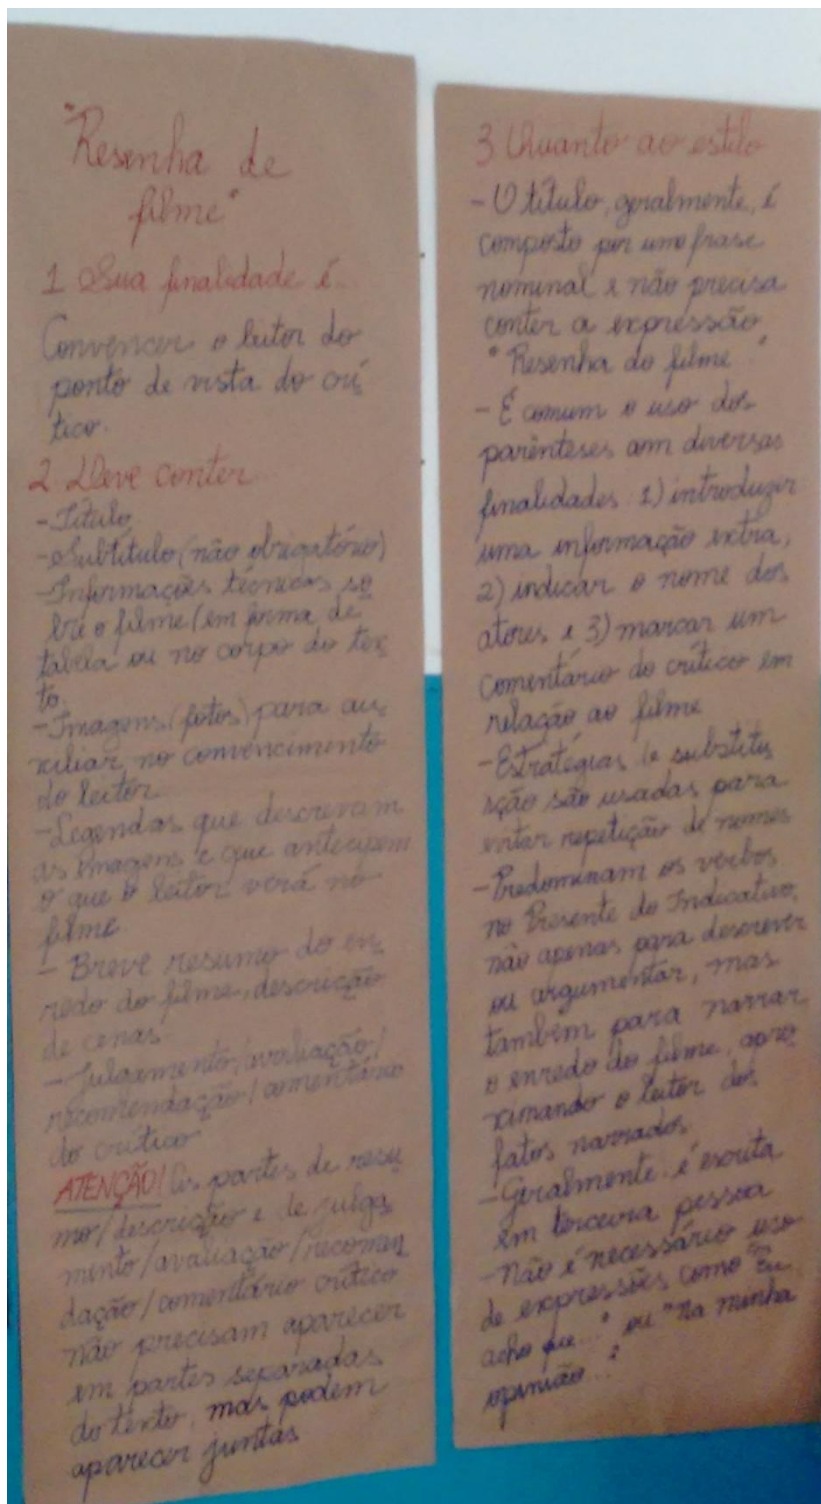 "Resenha de
filme"
1 Sua finalidade é
Convencer o leitor do
ponto de vista do crí
tico.
2 Deve conter
- Título
- Subtítulo (não obrigatório)
- Informações técnicas so
bre o filme (em forma de
tabela ou no corpo do tex
to.
- Imagens (fotos) para au
xiliar no convencimento
do leitor
- Legendas que descrevam
as imagens e que antecipem
o que o leitor verá no
filme
- Breve resumo do en
redo do filme, descrição
de cenas
- Julgamento/avaliação/
recomendação/comentário
do crítico
ATENÇÃO! As partes de resu
mo/descrição e de julga
mento/avaliação/recomen
dação/comentário crítico
não precisam aparecer
em partes separadas
do texto, mas podem
aparecer juntas
3 Quanto ao estilo
- O título, geralmente, é
composto por uma frase
nominal e não precisa
conter a expressão
"Resenha do filme"
- É comum o uso dos
parênteses com diversas
finalidades 1) introduzir
uma informação extra,
2) indicar o nome dos
atores e 3) marcar um
comentário do crítico em
relação ao filme
- Estratégias de substitu
ição são usadas para
evitar repetição de nomes
- Predominam os verbos
no Presente do Indicativo,
não apenas para descrever
ou argumentar, mas
também para narrar
o enredo do filme, apro
ximando o leitor dos
fatos narrados.
- Geralmente é escrita
em terceira pessoa
- Não é necessário uso
de expressões como "Eu
acho que..." ou "Na minha
opinião..."